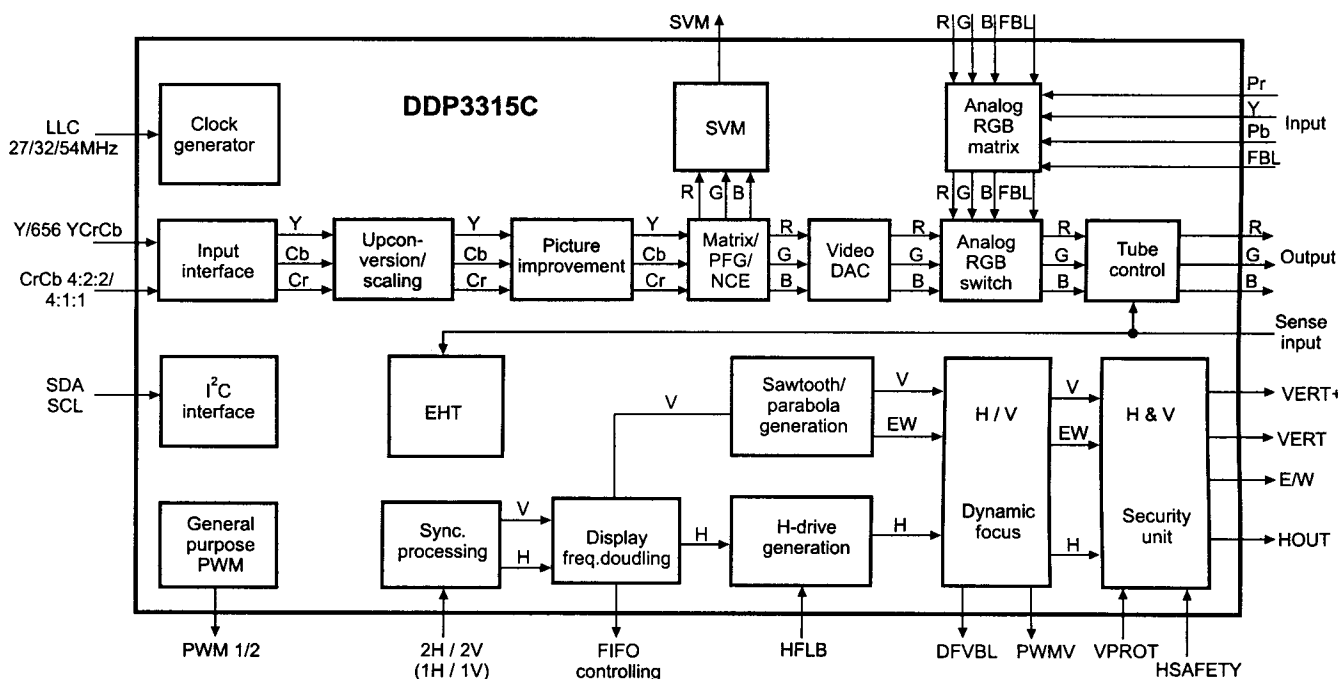 SVM
R G B FBL
DDP3315C
LLC
27/32/54MHz
Clock
generator
SVM
Analog
RGB
matrix
Pr
Y
Pb
FBL
Input
R G B
R G B FBL
Y/656 YCrCb
CrCb 4:2:2/
4:1:1
Input
interface
Y
Cb
Cr
Upcon-
version/
scaling
Y
Cb
Cr
Picture
improvement
Y
Cb
Cr
Matrix/
PFG/
NCE
R
G
B
Video
DAC
R
G
B
Analog
RGB
switch
R
G
B
Tube
control
R
G
B
Output
Sense
input
SDA
SCL
I²C
interface
EHT
V
Sawtooth/
parabola
generation
V
EW
H / V
Dynamic
focus
V
EW
H
H & V
Security
unit
VERT+
VERT
E/W
HOUT
General
purpose
PWM
Sync.
processing
V
H
Display
freq.doudling
H
H-drive
generation
H
PWM 1/2
2H / 2V
(1H / 1V)
FIFO
controlling
HFLB
DFVBL
PWMV
VPROT
HSAFETY